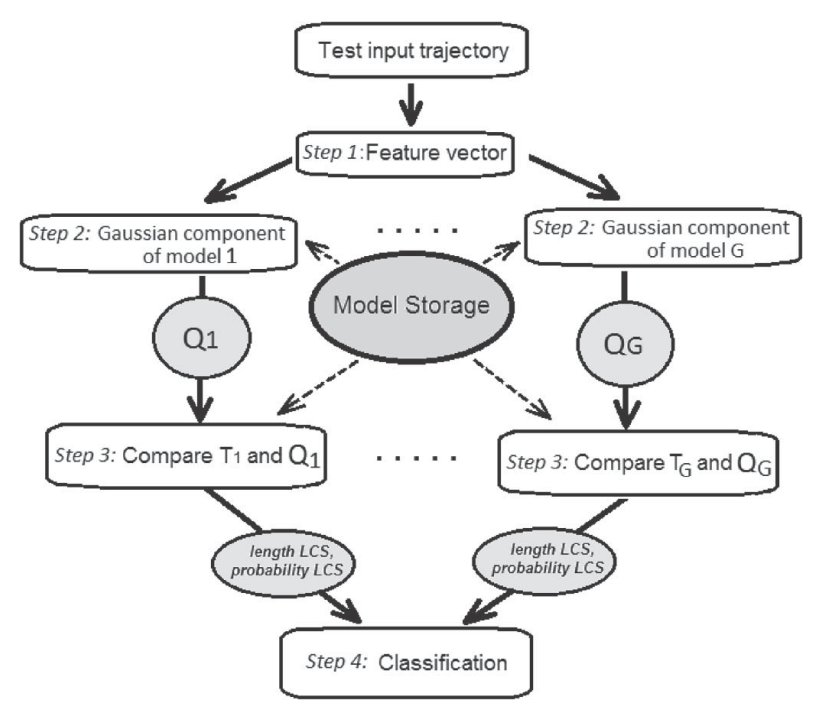 Test input trajectory
Step 1:Feature vector
Step 2: Gaussian component
of model 1
. . . . .
Step 2: Gaussian component
of model G
Model Storage
Q1
QG
Step 3: Compare T1 and Q1
. . . . .
Step 3: Compare TG and QG
length LCS,
probability LCS
length LCS,
probability LCS
Step 4: Classification